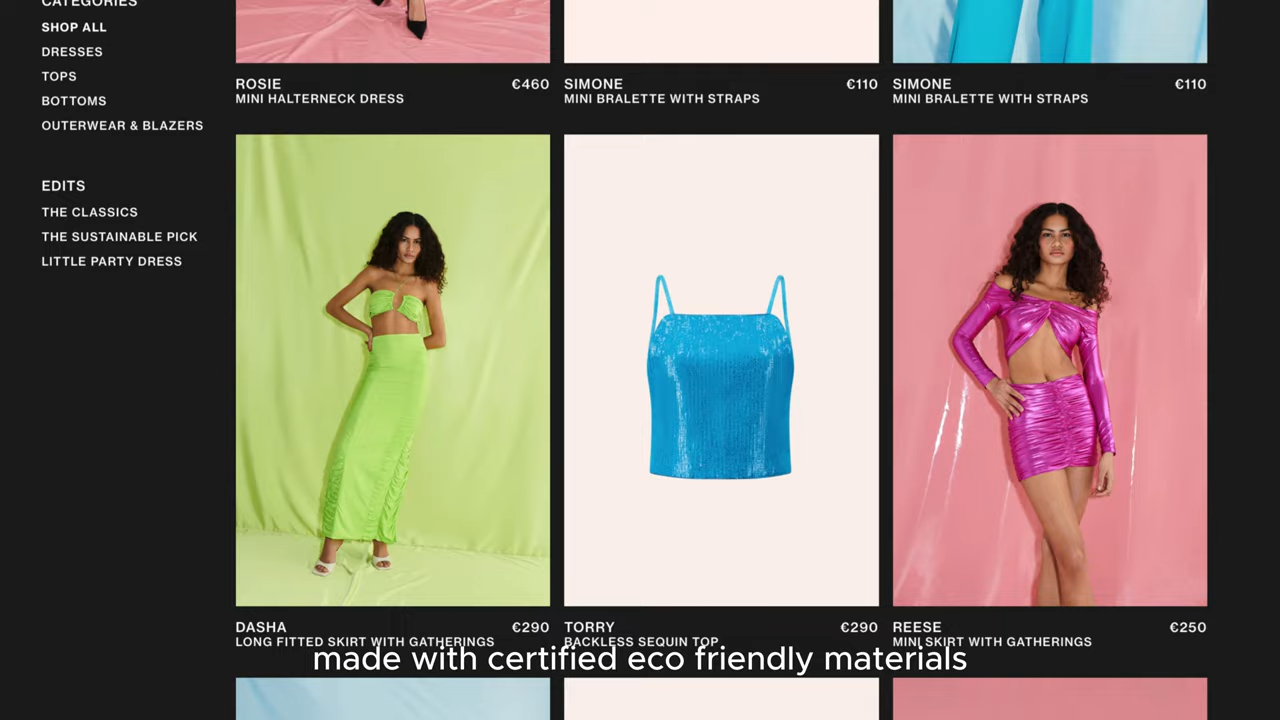 CATEGORIES
SHOP ALL
DRESSES
TOPS
BOTTOMS
OUTERWEAR & BLAZERS
EDITS
THE CLASSICS
THE SUSTAINABLE PICK
LITTLE PARTY DRESS
ROSIE €460
MINI HALTERNECK DRESS
SIMONE €110
MINI BRALETTE WITH STRAPS
SIMONE €110
MINI BRALETTE WITH STRAPS
DASHA €290
LONG FITTED SKIRT WITH GATHERINGS
TORRY €290
BACKLESS SEQUIN TOP
REESE €250
MINI SKIRT WITH GATHERINGS
made with certified eco friendly materials